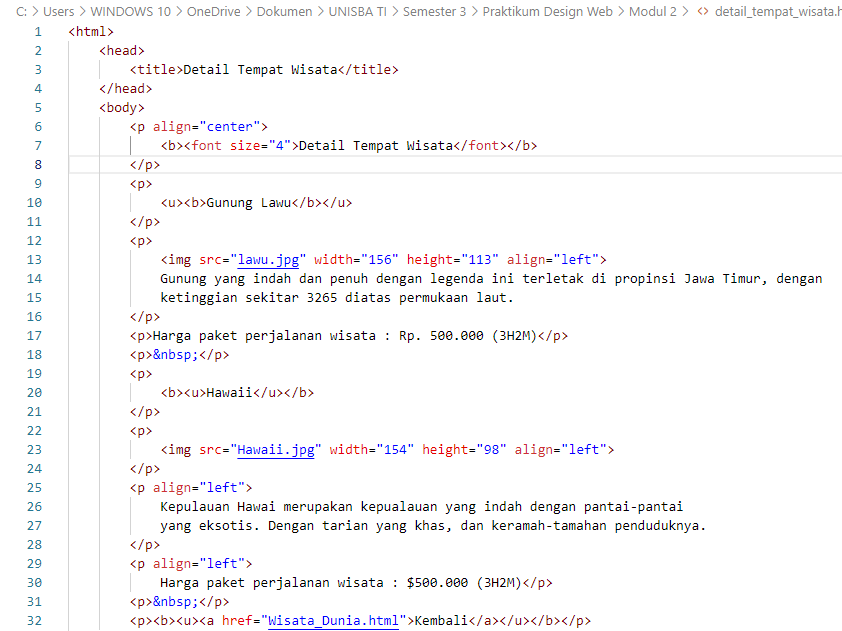 C: > Users > WINDOWS 10 > OneDrive > Dokumen > UNISBA TI > Semester 3 > Praktikum Design Web > Modul 2 > <> detail_tempat_wisata.h
1 <html>
2 <head>
3 <title>Detail Tempat Wisata</title>
4 </head>
5 <body>
6 <p align="center">
7 <b><font size="4">Detail Tempat Wisata</font></b>
8 </p>
9 <p>
10 <u><b>Gunung Lawu</b></u>
11 </p>
12 <p>
13 <img src="lawu.jpg" width="156" height="113" align="left">
14 Gunung yang indah dan penuh dengan legenda ini terletak di propinsi Jawa Timur, dengan
15 ketinggian sekitar 3265 diatas permukaan laut.
16 </p>
17 <p>Harga paket perjalanan wisata : Rp. 500.000 (3H2M)</p>
18 <p>&nbsp;</p>
19 <p>
20 <b><u>Hawaii</u></b>
21 </p>
22 <p>
23 <img src="Hawaii.jpg" width="154" height="98" align="left">
24 </p>
25 <p align="left">
26 Kepulauan Hawai merupakan kepualauan yang indah dengan pantai-pantai
27 yang eksotis. Dengan tarian yang khas, dan keramah-tamahan penduduknya.
28 </p>
29 <p align="left">
30 Harga paket perjalanan wisata : $500.000 (3H2M)</p>
31 <p>&nbsp;</p>
32 <p><b><u><a href="Wisata_Dunia.html">Kembali</a></u></b></p>